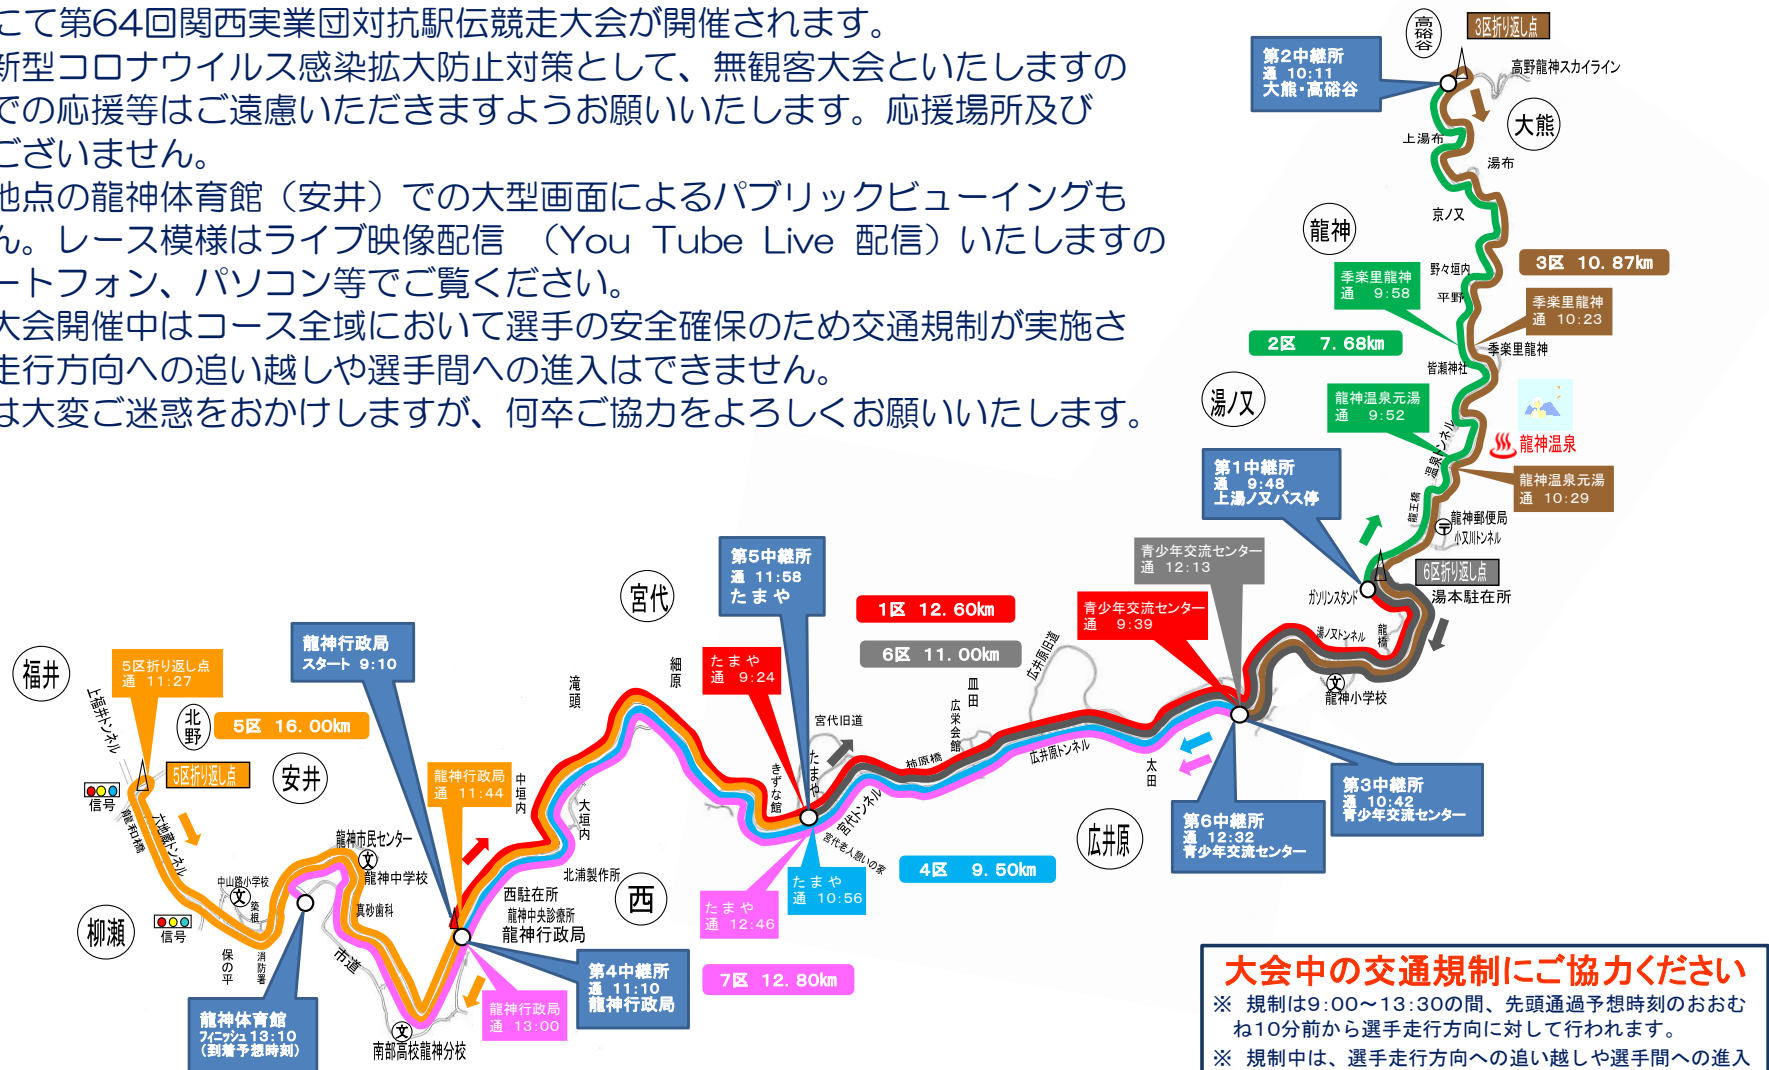 にて第64回関西実業団対抗駅伝競走大会が開催されます。
新型コロナウイルス感染拡大防止対策として、無観客大会といたしますの
での応援等はご遠慮いただきますようお願いいたします。応援場所及び
ございません。
地点の龍神体育館（安井）での大型画面によるパブリックビューイングも
ん。レース模様はライブ映像配信 （You Tube Live 配信）いたしますの
ートフォン、パソコン等でご覧ください。
大会開催中はコース全域において選手の安全確保のため交通規制が実施さ
走行方向への追い越しや選手間への進入はできません。
は大変ご迷惑をおかけしますが、何卒ご協力をよろしくお願いいたします。
高硲谷
3区折り返し点
第2中継所
通 10:11
大熊・高硲谷
高野龍神スカイライン
大熊
上湯布
湯布
京ノ又
龍神
野々垣内
3区 10.87km
季楽里龍神
通 9:58
平野
季楽里龍神
通 10:23
2区 7.68km
季楽里龍神
皆瀬神社
湯ノ又
龍神温泉元湯
通 9:52
温泉トンネル
龍神温泉
第1中継所
通 9:48
上湯ノ又バス停
龍神温泉元湯
通 10:29
龍王橋
龍神郵便局
小又川トンネル
6区折り返し点
ガソリンスタンド
湯本駐在所
青少年交流センター
通 12:13
青少年交流センター
通 9:39
湯ノ又トンネル
龍橋
文
龍神小学校
第5中継所
通 11:58
たまや
宮代
1区 12.60km
6区 11.00km
広井原旧道
皿田
広栄会館
細原
滝頭
たまや
通 9:24
宮代旧道
龍神行政局
スタート 9:10
福井
5区折り返し点
通 11:27
上福井トンネル
北野
5区 16.00km
5区折り返し点
安井
信号
龍神行政局
通 11:44
中垣内
大垣内
きずな館
たまや
宮代トンネル
柿原橋
広井原トンネル
太田
第3中継所
通 10:42
青少年交流センター
第6中継所
通 12:32
青少年交流センター
広井原
宮代老人憩いの家
4区 9.50km
たまや
通 10:56
たまや
通 12:46
六地蔵トンネル
龍神市民センター
文
龍神中学校
中山路小学校
文
簗根
真砂歯科
北浦製作所
西
西駐在所
龍神中央診療所
龍神行政局
柳瀬
信号
保の平
消防署
市道
第4中継所
通 11:10
龍神行政局
7区 12.80km
龍神行政局
通 13:00
龍神体育館
フィニッシュ13:10
（到着予想時刻）
文
南部高校龍神分校
大会中の交通規制にご協力ください
※ 規制は9:00～13:30の間、先頭通過予想時刻のおおむ
ね10分前から選手走行方向に対して行われます。
※ 規制中は、選手走行方向への追い越しや選手間への進入